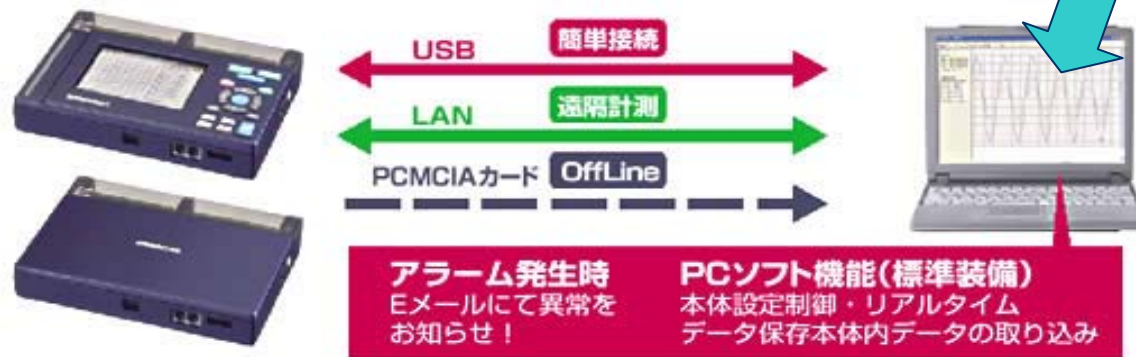 USB 簡単接続
LAN 遠隔計測
PCMCIAカード OffLine
アラーム発生時
Eメールにて異常を
お知らせ！
PCソフト機能(標準装備)
本体設定制御・リアルタイム
データ保存本体内データの取り込み